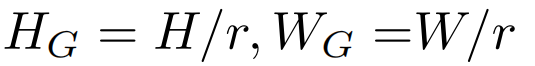 H_G = H/r, W_G = W/r